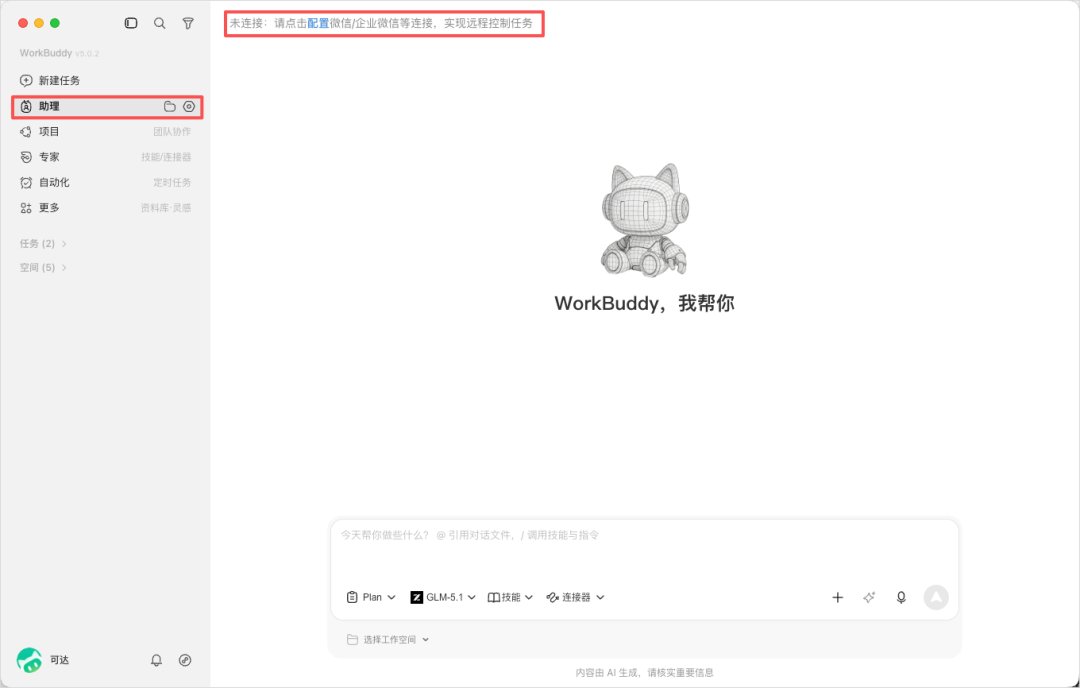 未连接：请点击配置微信/企业微信等连接，实现远程控制任务
WorkBuddy v5.0.2
新建任务
助理
项目 团队协作
专家 技能/连接器
自动化 定时任务
更多 资料库·灵感
任务 (2)
空间 (5)
WorkBuddy，我帮你
今天帮你做些什么？ @ 引用对话文件，/ 调用技能与指令
Plan GLM-5.1 技能 连接器
选择工作空间
可达
内容由 AI 生成，请核实重要信息